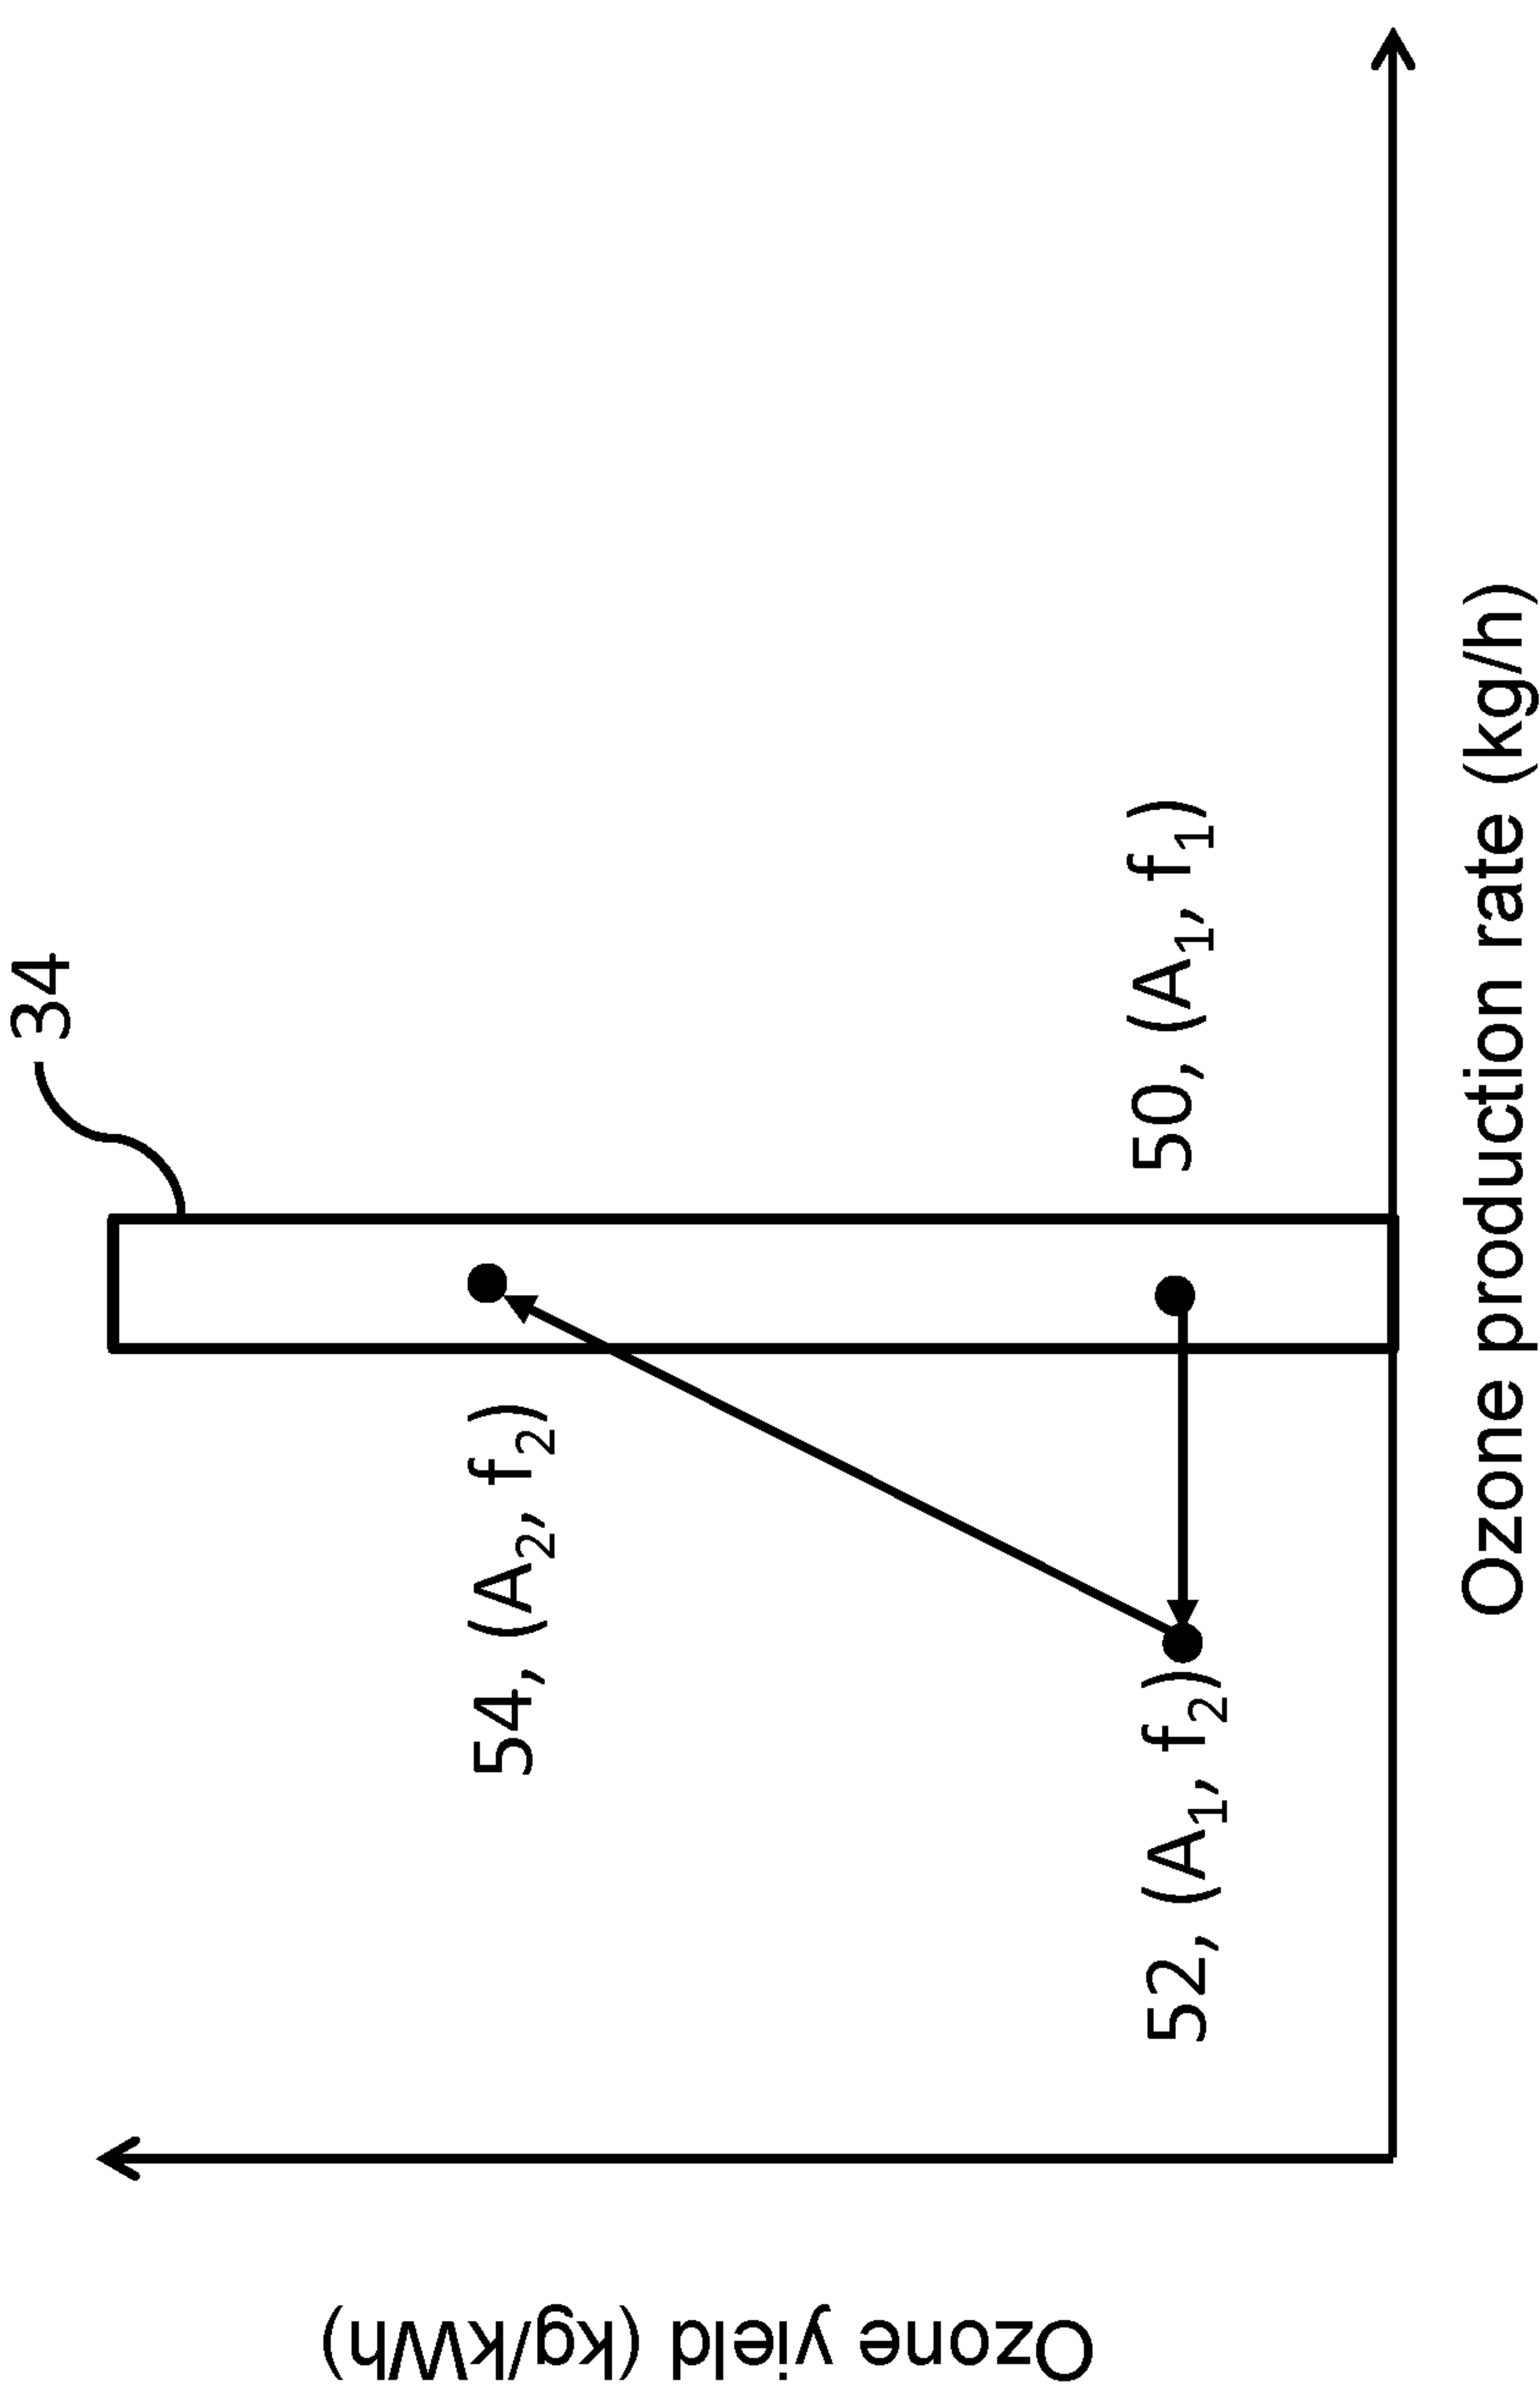 34
54, (A₂, f₂)
50, (A₁, f₁)
52, (A₁, f₂)
Ozone yield (kg/kWh)
Ozone production rate (kg/h)